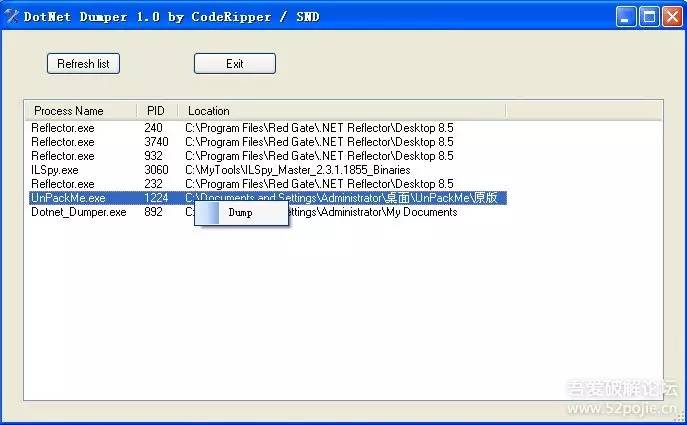 DotNet Dumper 1.0 by CodeRipper / SND
Refresh list Exit
Process Name PID Location
Reflector.exe 240 C:\Program Files\Red Gate\.NET Reflector\Desktop 8.5
Reflector.exe 3740 C:\Program Files\Red Gate\.NET Reflector\Desktop 8.5
Reflector.exe 932 C:\Program Files\Red Gate\.NET Reflector\Desktop 8.5
ILSpy.exe 3060 C:\MyTools\ILSpy_Master_2.3.1.1855_Binaries
Reflector.exe 232 C:\Program Files\Red Gate\.NET Reflector\Desktop 8.5
UnPackMe.exe 1224 C:\Documents and Settings\Administrator\桌面\UnPackMe\原版
Dotnet_Dumper.exe 892 C: Settings\Administrator\My Documents
Dump
吾爱破解论坛
www.52pojie.cn